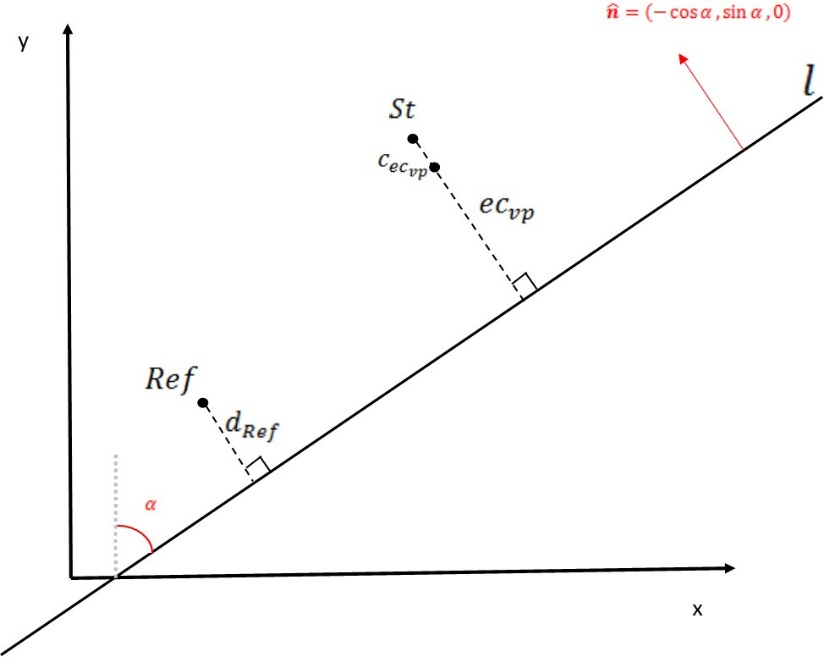 n̂ = (−cos α , sin α , 0)
y
l
St
c_{ec_{vp}}
ec_{vp}
Ref
d_{Ref}
α
x